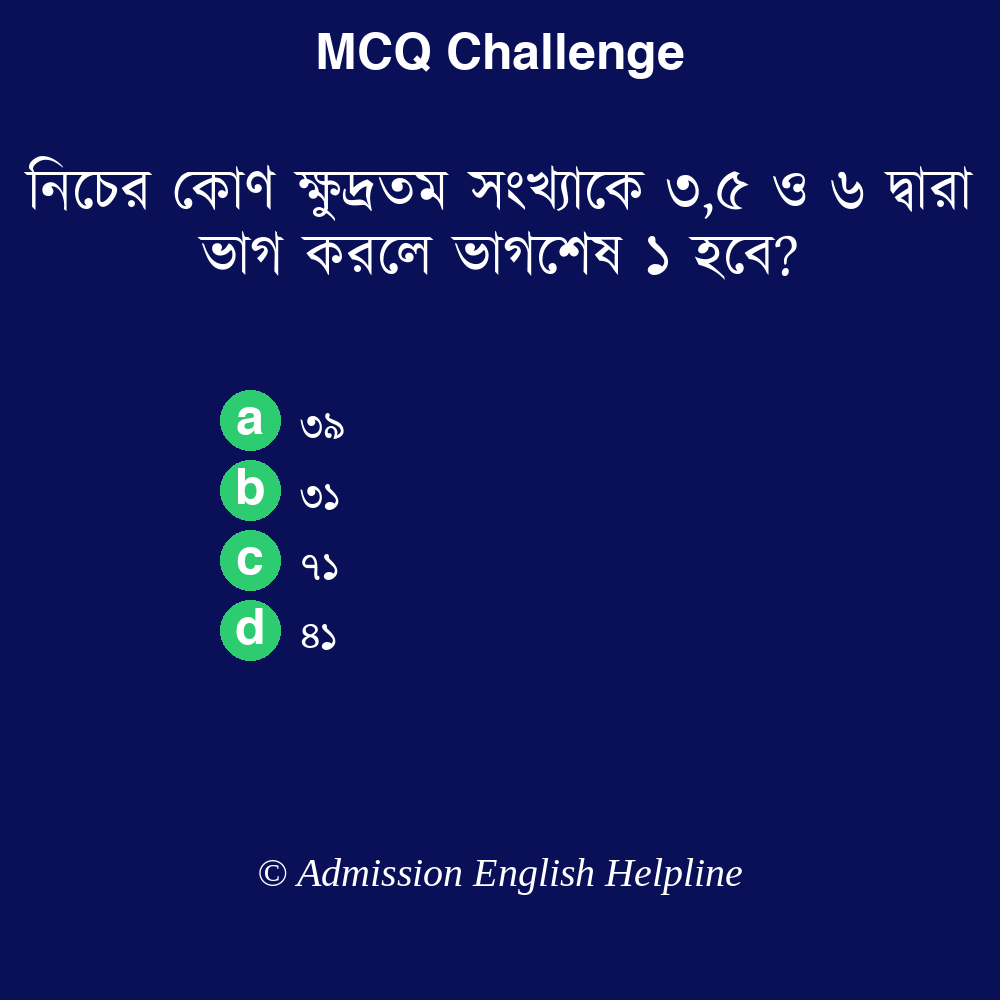 MCQ Challenge
নিচের কোণ ক্ষুদ্রতম সংখ্যাকে ৩,৫ ও ৬ দ্বারা
ভাগ করলে ভাগশেষ ১ হবে?
a ৩৯
b ৩১
c ৭১
d ৪১
© Admission English Helpline